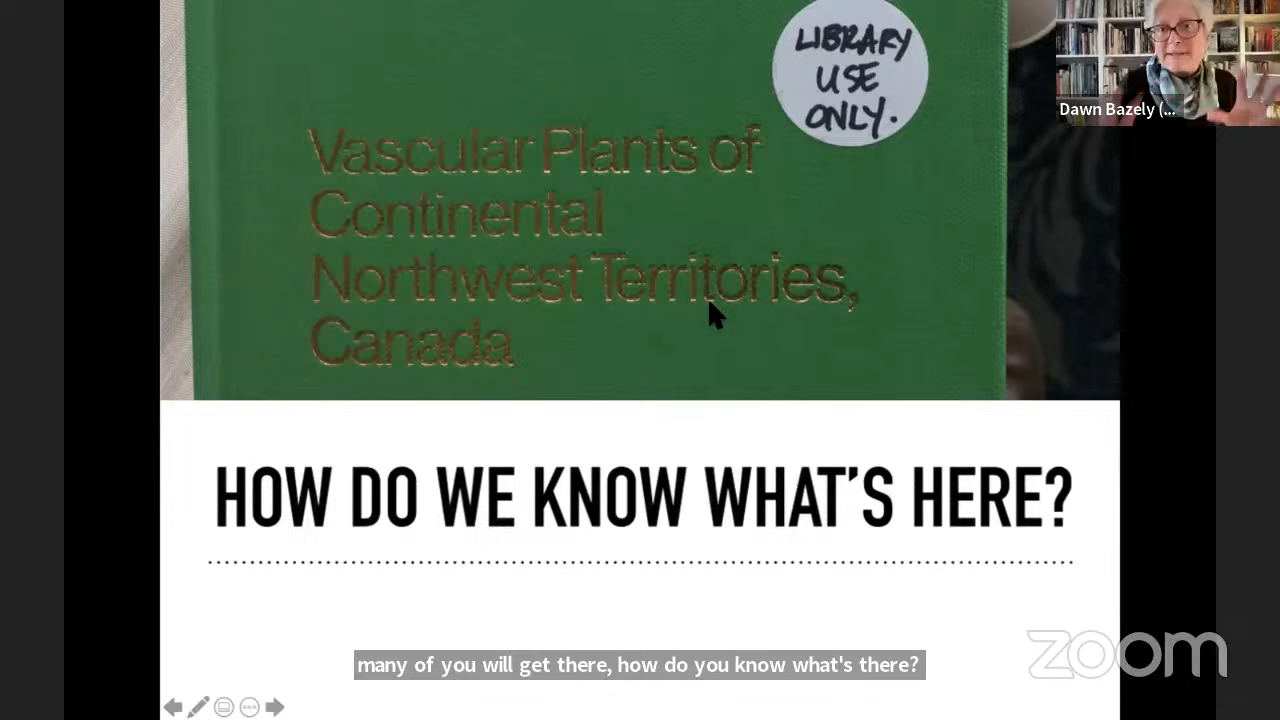 LIBRARY
USE
ONLY.
Vascular Plants of
Continental
Northwest Territories,
Canada
Dawn Bazely (...
HOW DO WE KNOW WHAT'S HERE?
many of you will get there, how do you know what's there?
zoom